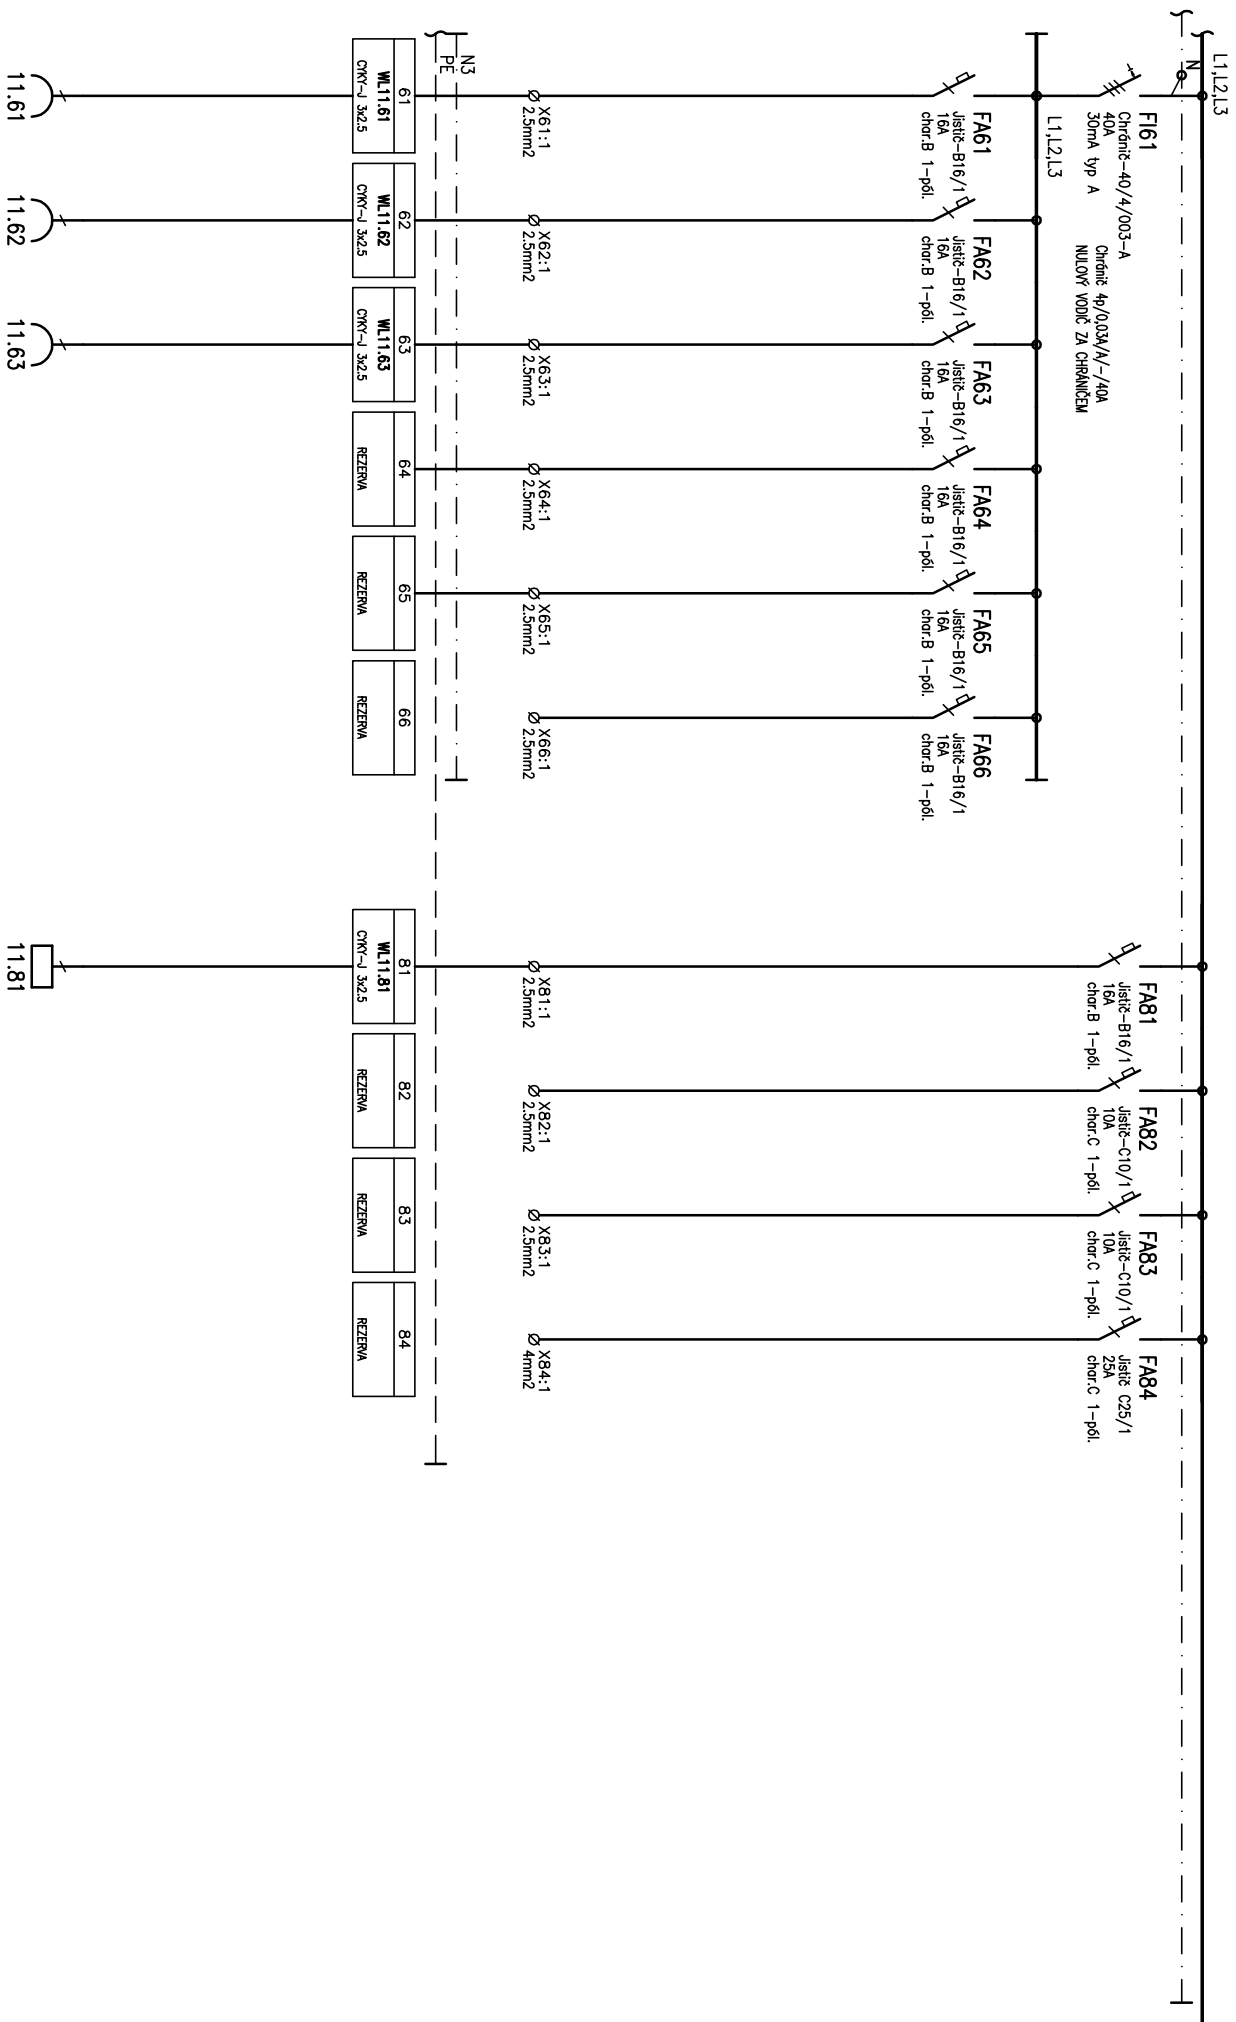 L1,L2,L3
N
FI61
Chránič-40/4/003-A
40A
30mA typ A
Chránič 4p/0,03A/A/-/40A
NULOVÝ VODIČ ZA CHRÁNIČEM
L1,L2,L3
FA61
Jistič-B16/1
16A
char.B 1-pól.
FA62
Jistič-B16/1
16A
char.B 1-pól.
FA63
Jistič-B16/1
16A
char.B 1-pól.
FA64
Jistič-B16/1
16A
char.B 1-pól.
FA65
Jistič-B16/1
16A
char.B 1-pól.
FA66
Jistič-B16/1
16A
char.B 1-pól.
FA81
Jistič-B16/1
16A
char.B 1-pól.
FA82
Jistič-C10/1
10A
char.C 1-pól.
FA83
Jistič-C10/1
10A
char.C 1-pól.
FA84
Jistič C25/1
25A
char.C 1-pól.
X61:1
2.5mm2
X62:1
2.5mm2
X63:1
2.5mm2
X64:1
2.5mm2
X65:1
2.5mm2
X66:1
2.5mm2
X81:1
2.5mm2
X82:1
2.5mm2
X83:1
2.5mm2
X84:1
4mm2
N3
PE
61
WL11.61
CYKY-J 3x2.5
62
WL11.62
CYKY-J 3x2.5
63
WL11.63
CYKY-J 3x2.5
64
REZERVA
65
REZERVA
66
REZERVA
81
WL11.81
CYKY-J 3x2.5
82
REZERVA
83
REZERVA
84
REZERVA
11.61
11.62
11.63
11.81